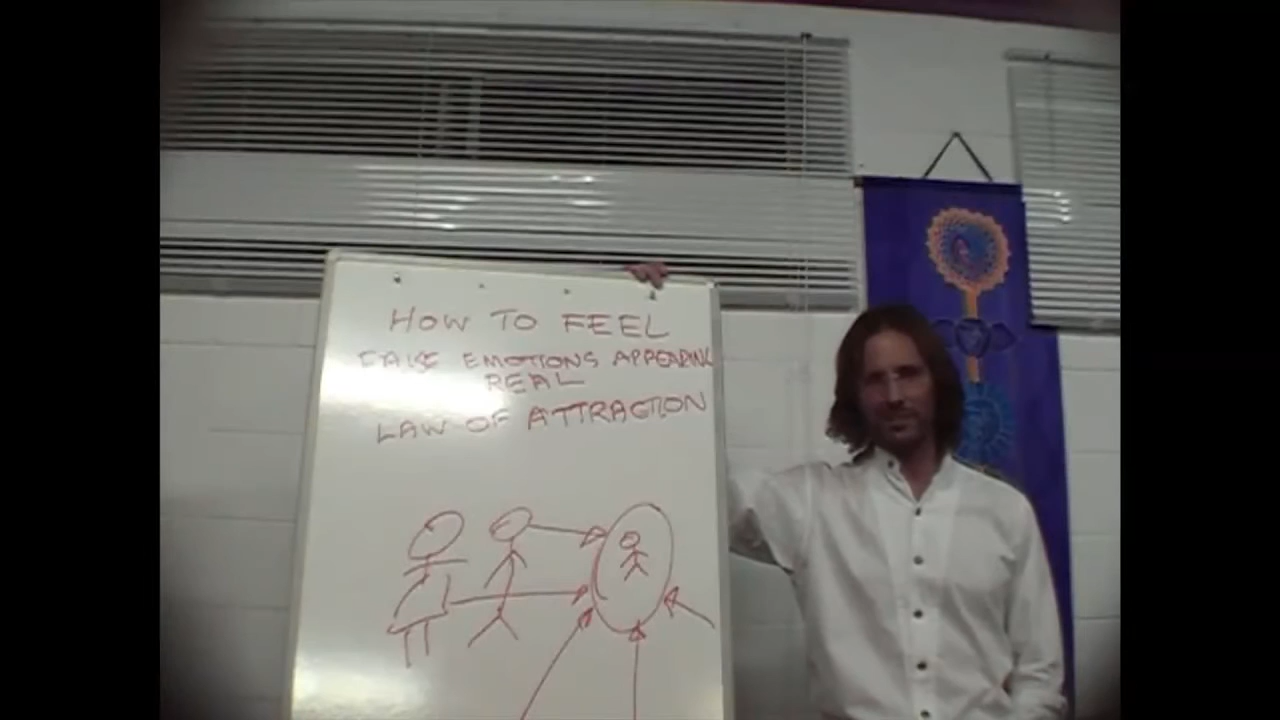 HOW TO FEEL
FALSE EMOTIONS APPEARING
REAL
LAW OF ATTRACTION